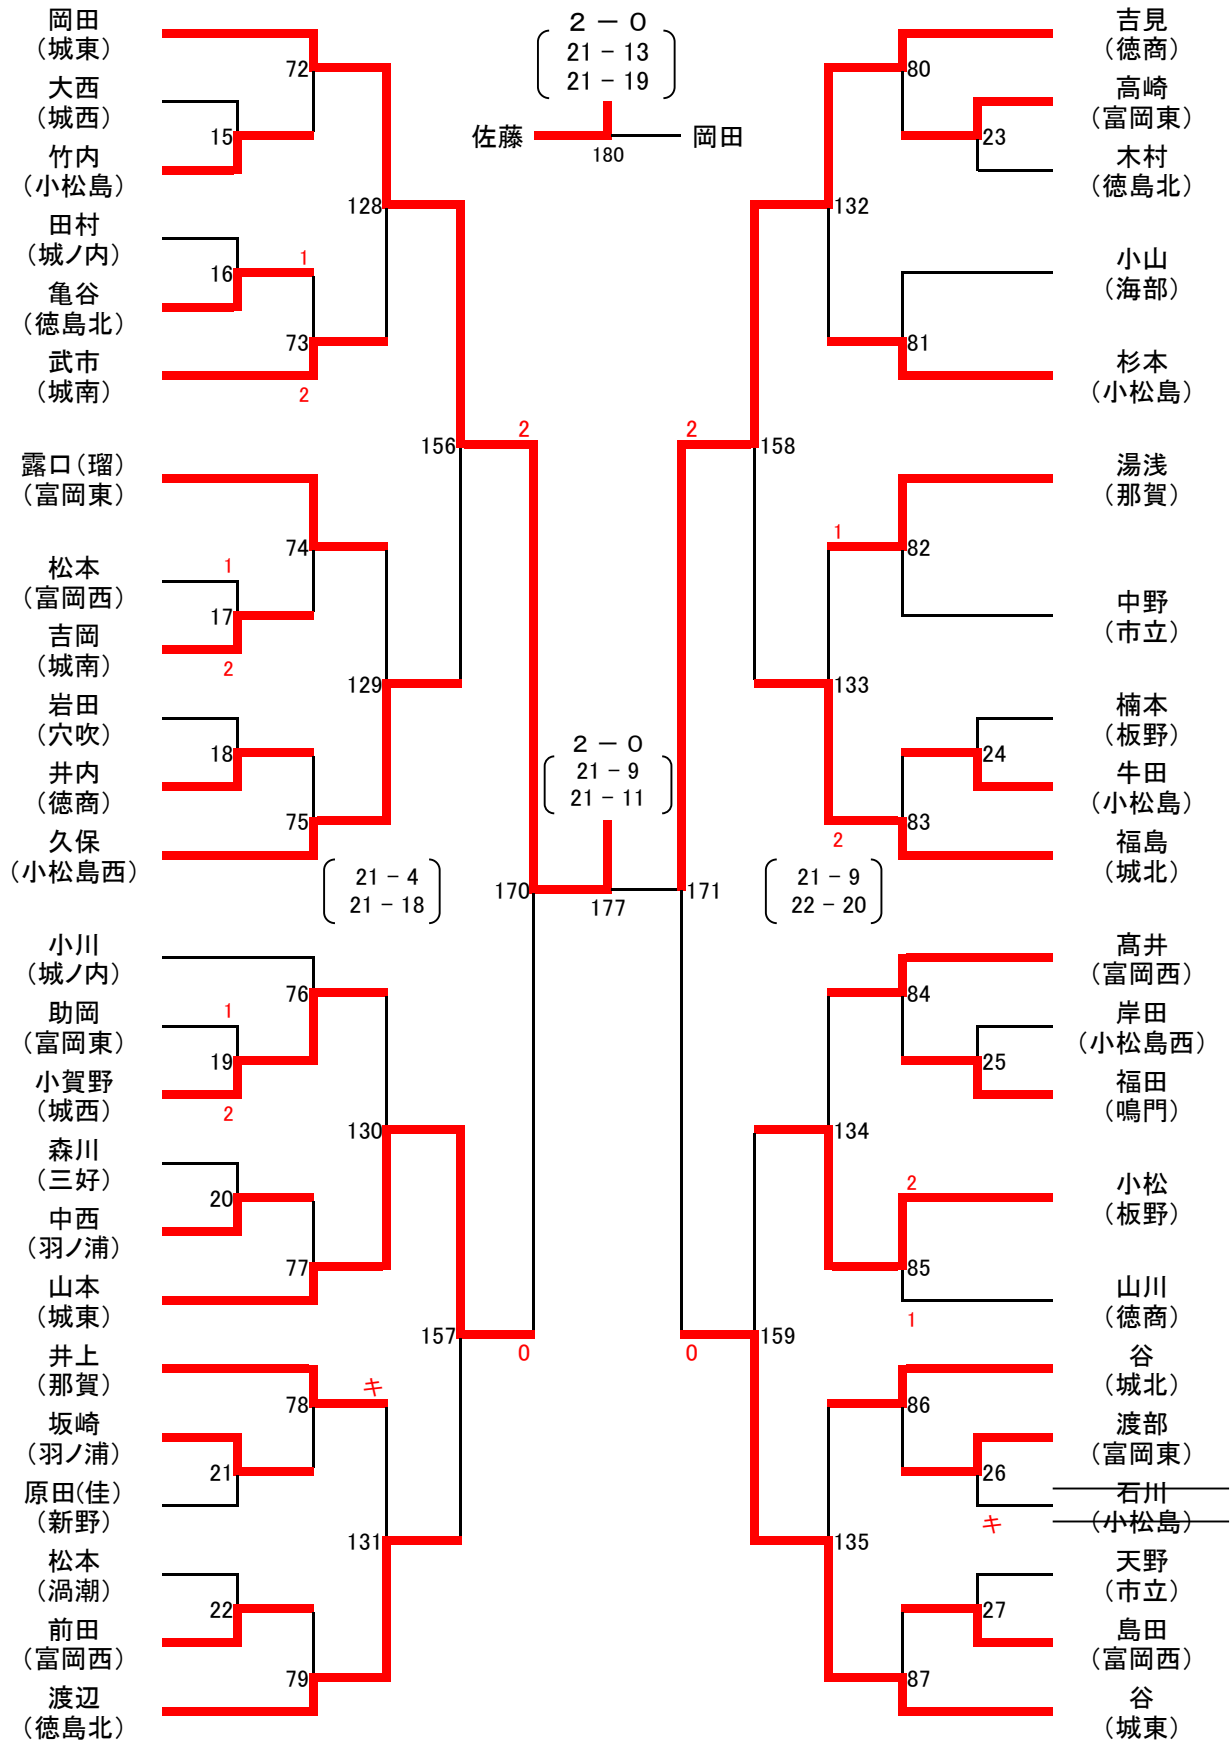 2 － 0
21 － 13
21 － 19
佐藤
岡田
180
岡田
(城東)
72
大西
(城西)
15
竹内
(小松島)
128
田村
(城ノ内)
16
1
亀谷
(徳島北)
73
武市
(城南)
2
156
2
露口(瑠)
(富岡東)
74
松本
(富岡西)
1
17
吉岡
(城南)
2
129
岩田
(穴吹)
18
井内
(徳商)
75
久保
(小松島西)
21 － 4
21 － 18
170
小川
(城ノ内)
76
助岡
(富岡東)
1
19
小賀野
(城西)
2
130
森川
(三好)
20
中西
(羽ノ浦)
77
山本
(城東)
157
0
井上
(那賀)
78
キ
坂崎
(羽ノ浦)
21
原田(佳)
(新野)
131
松本
(渦潮)
22
前田
(富岡西)
79
渡辺
(徳島北)
2 － 0
21 － 9
21 － 11
177
吉見
(徳商)
80
高崎
(富岡東)
23
木村
(徳島北)
132
小山
(海部)
81
杉本
(小松島)
2
158
湯浅
(那賀)
1
82
中野
(市立)
133
楠本
(板野)
24
牛田
(小松島)
83
2
福島
(城北)
21 － 9
22 － 20
171
髙井
(富岡西)
84
岸田
(小松島西)
25
福田
(鳴門)
134
小松
(板野)
2
85
山川
(徳商)
1
159
0
谷
(城北)
86
渡部
(富岡東)
26
石川
(小松島)
キ
135
天野
(市立)
27
島田
(富岡西)
87
谷
(城東)